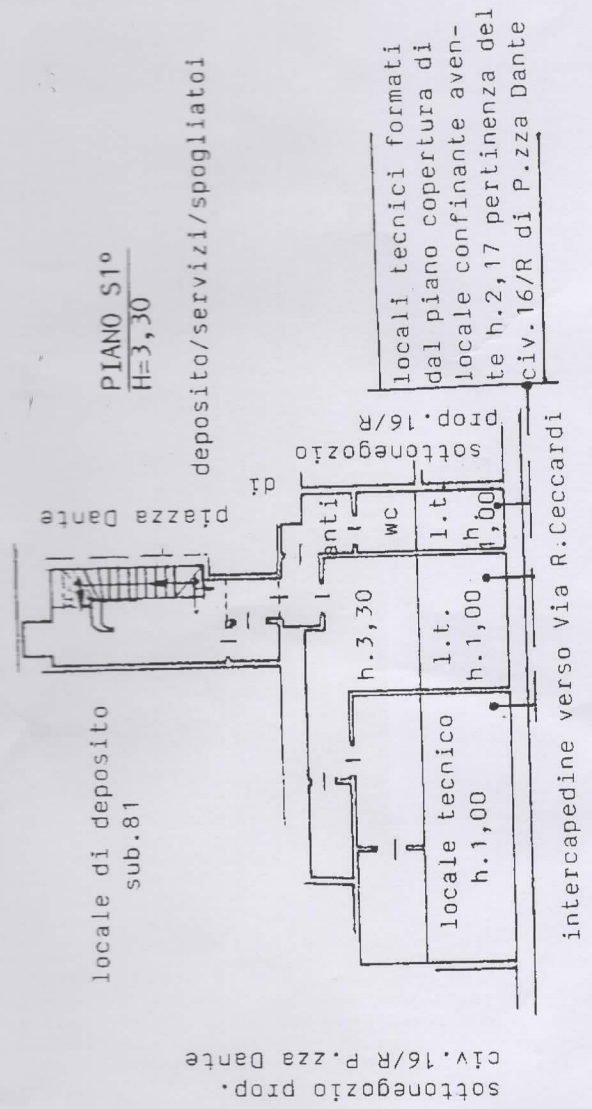 PIANO S1º
H=3,30
deposito/servizi/spogliatoi
locale di deposito
sub.81
piazza Dante
di
sottonegozio
prop.16/R
anti
wc
h.3,30
l.t.
h.
1,00
l.t.
h.1,00
locale tecnico
h.1,00
locali tecnici formati
dal piano copertura di
locale confinante aven-
te h.2,17 pertinenza del
civ.16/R di P.zza Dante
intercapedine verso Via R.Ceccardi
sottonegozio prop.
civ.16/R P.zza Dante